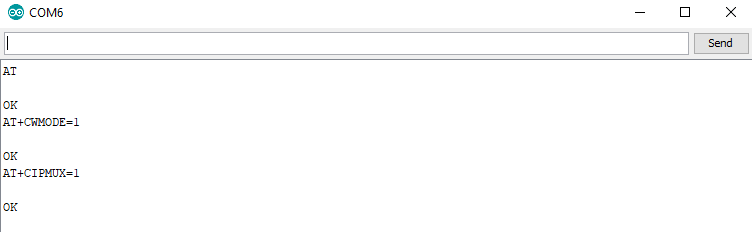 COM6
Send
AT
OK
AT+CWMODE=1
OK
AT+CIPMUX=1
OK